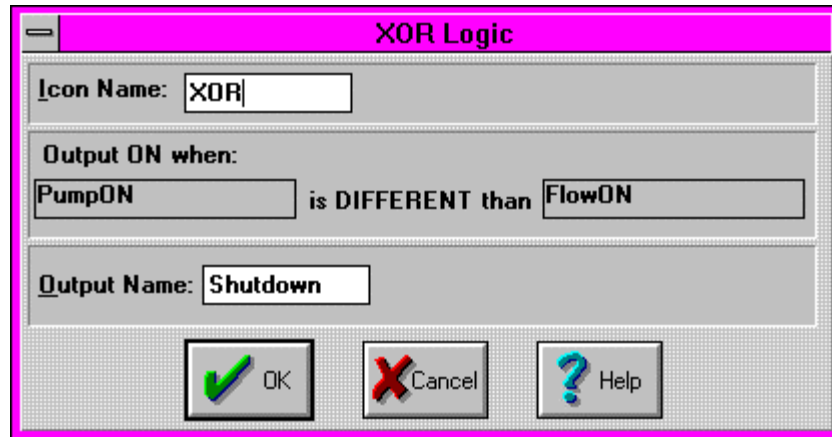 XOR Logic
Icon Name: XOR
Output ON when:
PumpON is DIFFERENT than FlowON
Output Name: Shutdown
OK Cancel Help